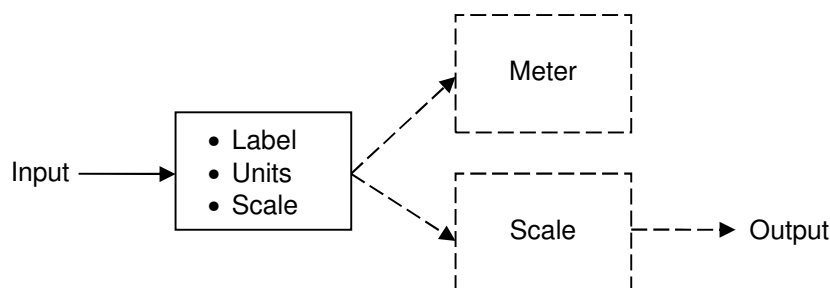 Input
• Label
• Units
• Scale
Meter
Scale
Output